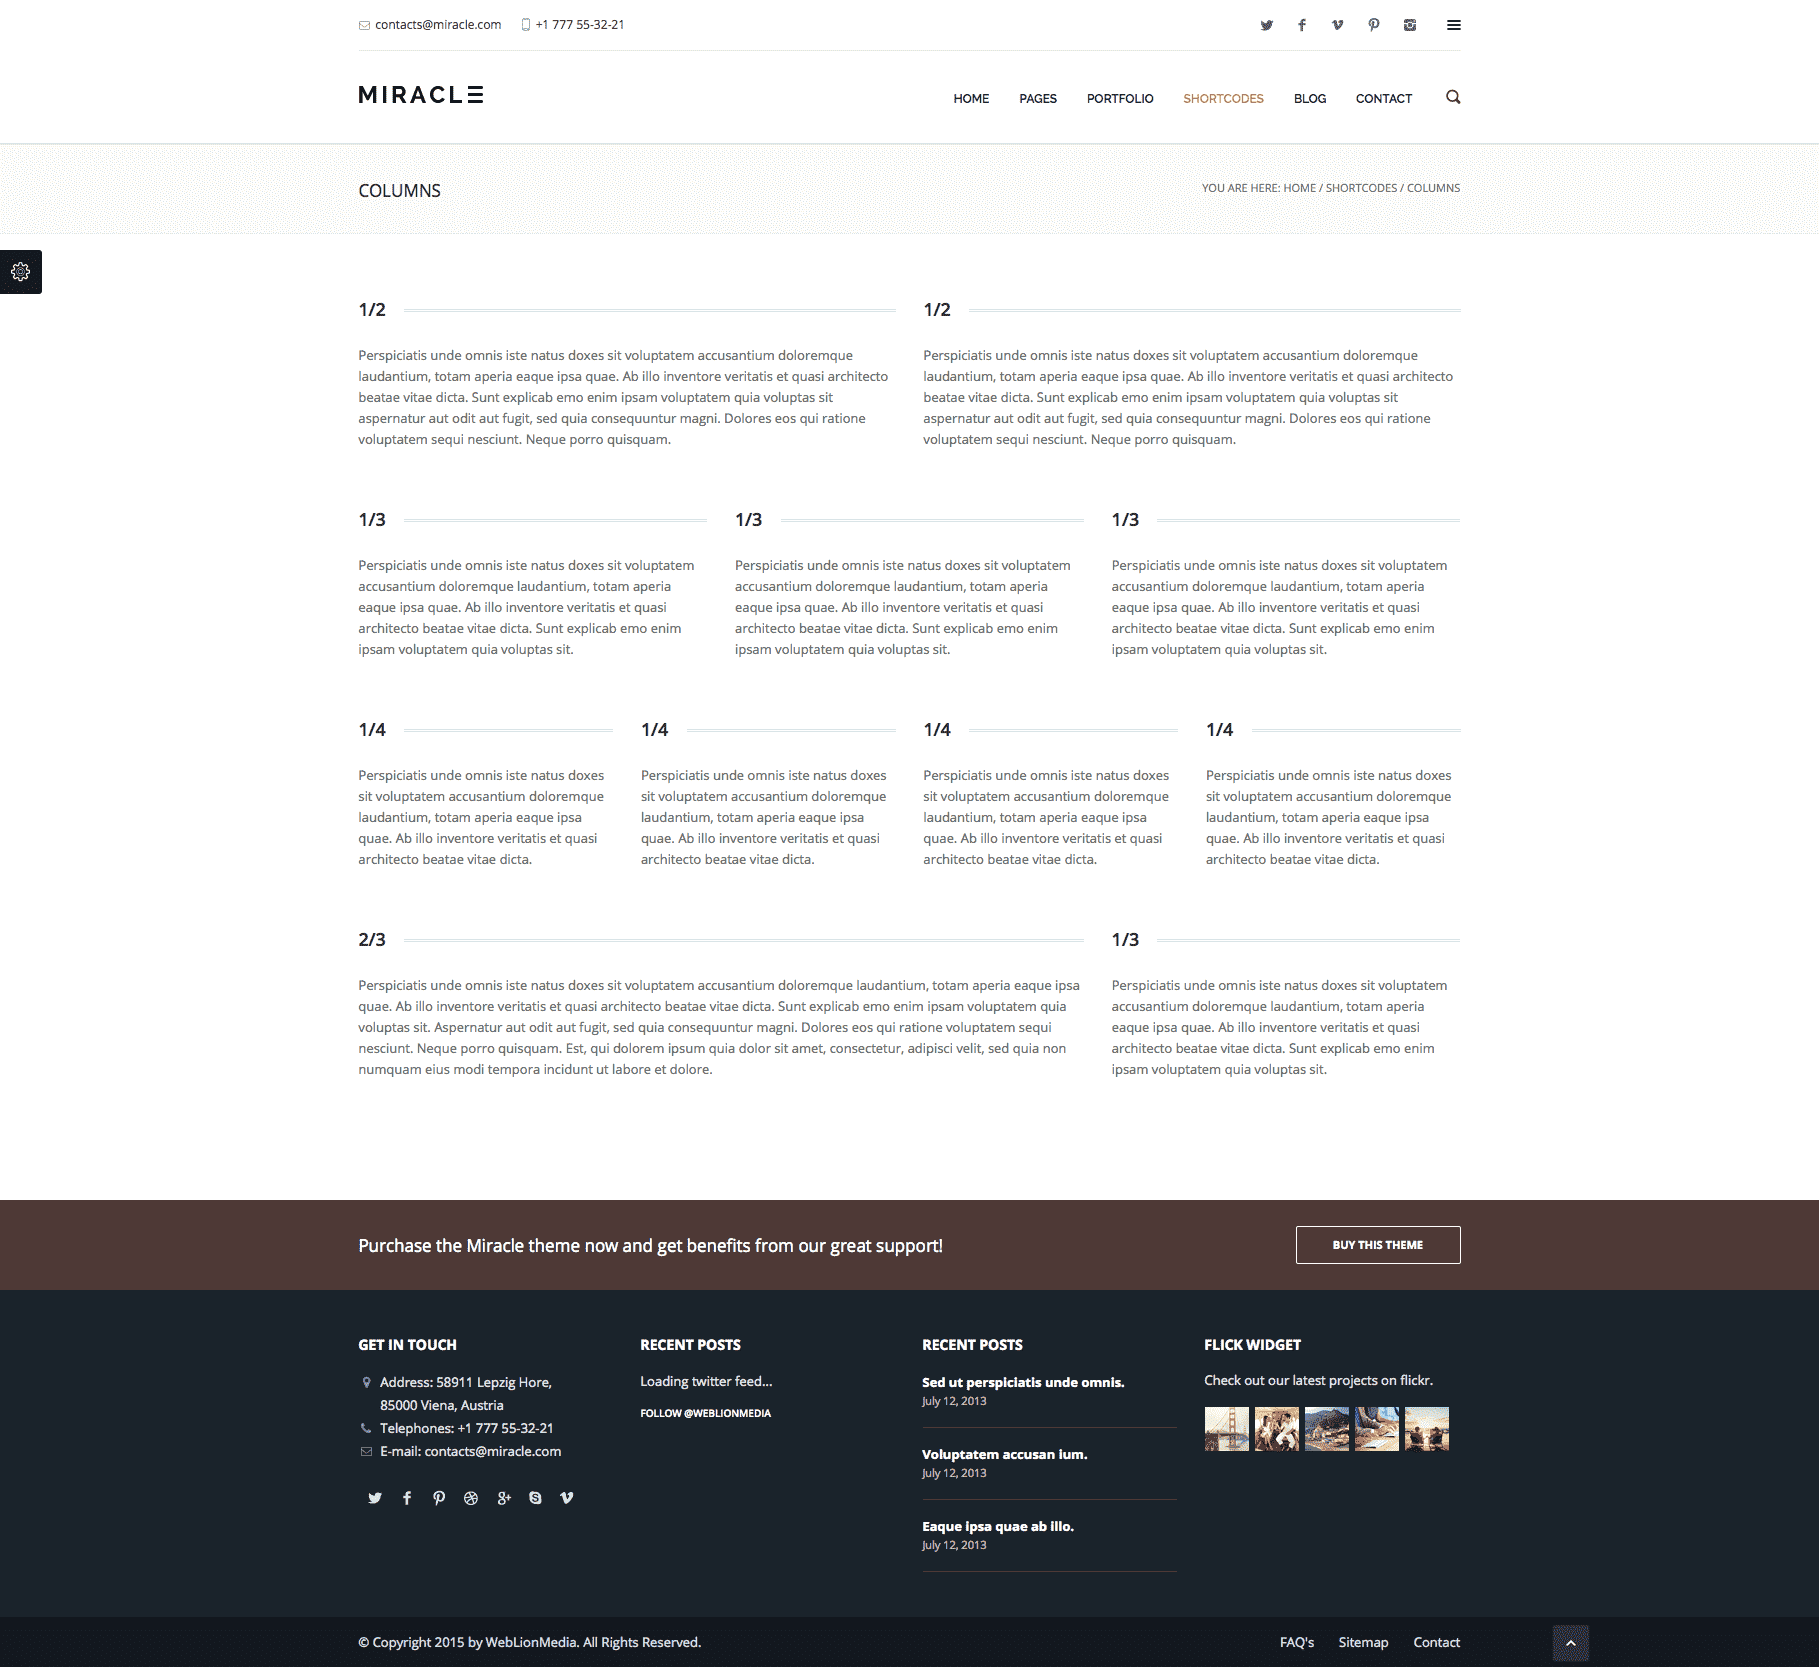 contacts@miracle.com +1 777 55-32-21
MIRACLE
HOME PAGES PORTFOLIO SHORTCODES BLOG CONTACT
COLUMNS
YOU ARE HERE: HOME / SHORTCODES / COLUMNS
1/2
Perspiciatis unde omnis iste natus doxes sit voluptatem accusantium doloremque
laudantium, totam aperia eaque ipsa quae. Ab illo inventore veritatis et quasi architecto
beatae vitae dicta. Sunt explicab emo enim ipsam voluptatem quia voluptas sit
aspernatur aut odit aut fugit, sed quia consequuntur magni. Dolores eos qui ratione
voluptatem sequi nesciunt. Neque porro quisquam.
1/2
Perspiciatis unde omnis iste natus doxes sit voluptatem accusantium doloremque
laudantium, totam aperia eaque ipsa quae. Ab illo inventore veritatis et quasi architecto
beatae vitae dicta. Sunt explicab emo enim ipsam voluptatem quia voluptas sit
aspernatur aut odit aut fugit, sed quia consequuntur magni. Dolores eos qui ratione
voluptatem sequi nesciunt. Neque porro quisquam.
1/3
Perspiciatis unde omnis iste natus doxes sit voluptatem
accusantium doloremque laudantium, totam aperia
eaque ipsa quae. Ab illo inventore veritatis et quasi
architecto beatae vitae dicta. Sunt explicab emo enim
ipsam voluptatem quia voluptas sit.
1/3
Perspiciatis unde omnis iste natus doxes sit voluptatem
accusantium doloremque laudantium, totam aperia
eaque ipsa quae. Ab illo inventore veritatis et quasi
architecto beatae vitae dicta. Sunt explicab emo enim
ipsam voluptatem quia voluptas sit.
1/3
Perspiciatis unde omnis iste natus doxes sit voluptatem
accusantium doloremque laudantium, totam aperia
eaque ipsa quae. Ab illo inventore veritatis et quasi
architecto beatae vitae dicta. Sunt explicab emo enim
ipsam voluptatem quia voluptas sit.
1/4
Perspiciatis unde omnis iste natus doxes
sit voluptatem accusantium doloremque
laudantium, totam aperia eaque ipsa
quae. Ab illo inventore veritatis et quasi
architecto beatae vitae dicta.
1/4
Perspiciatis unde omnis iste natus doxes
sit voluptatem accusantium doloremque
laudantium, totam aperia eaque ipsa
quae. Ab illo inventore veritatis et quasi
architecto beatae vitae dicta.
1/4
Perspiciatis unde omnis iste natus doxes
sit voluptatem accusantium doloremque
laudantium, totam aperia eaque ipsa
quae. Ab illo inventore veritatis et quasi
architecto beatae vitae dicta.
1/4
Perspiciatis unde omnis iste natus doxes
sit voluptatem accusantium doloremque
laudantium, totam aperia eaque ipsa
quae. Ab illo inventore veritatis et quasi
architecto beatae vitae dicta.
2/3
Perspiciatis unde omnis iste natus doxes sit voluptatem accusantium doloremque laudantium, totam aperia eaque ipsa
quae. Ab illo inventore veritatis et quasi architecto beatae vitae dicta. Sunt explicab emo enim ipsam voluptatem quia
voluptas sit. Aspernatur aut odit aut fugit, sed quia consequuntur magni. Dolores eos qui ratione voluptatem sequi
nesciunt. Neque porro quisquam. Est, qui dolorem ipsum quia dolor sit amet, consectetur, adipisci velit, sed quia non
numquam eius modi tempora incidunt ut labore et dolore.
1/3
Perspiciatis unde omnis iste natus doxes sit voluptatem
accusantium doloremque laudantium, totam aperia
eaque ipsa quae. Ab illo inventore veritatis et quasi
architecto beatae vitae dicta. Sunt explicab emo enim
ipsam voluptatem quia voluptas sit.
Purchase the Miracle theme now and get benefits from our great support!
BUY THIS THEME
GET IN TOUCH
Address: 58911 Lepzig Hore,
85000 Viena, Austria
Telephones: +1 777 55-32-21
E-mail: contacts@miracle.com
RECENT POSTS
Loading twitter feed...
FOLLOW @WEBLIONMEDIA
RECENT POSTS
Sed ut perspiciatis unde omnis.
July 12, 2013
Voluptatem accusan ium.
July 12, 2013
Eaque ipsa quae ab illo.
July 12, 2013
FLICK WIDGET
Check out our latest projects on flickr.
© Copyright 2015 by WebLionMedia. All Rights Reserved.
FAQ's Sitemap Contact